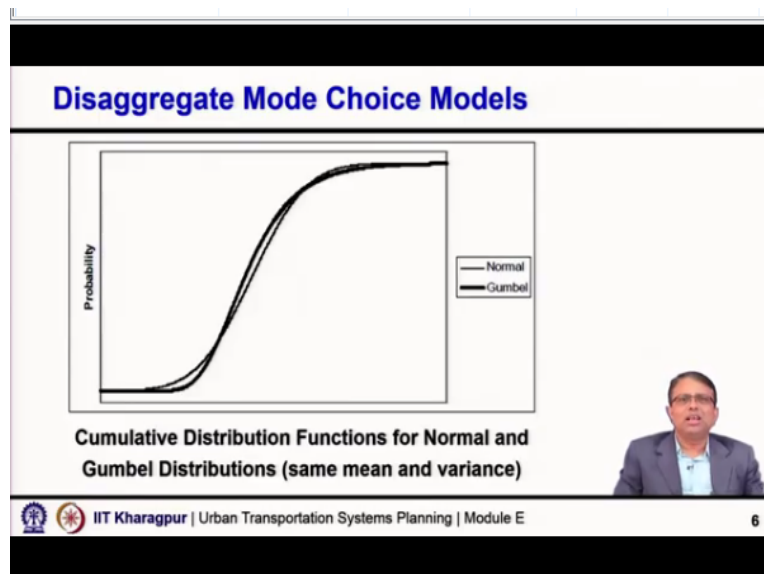 Disaggregate Mode Choice Models
Probability
Normal
Gumbel
Cumulative Distribution Functions for Normal and
Gumbel Distributions (same mean and variance)
IIT Kharagpur | Urban Transportation Systems Planning | Module E
6